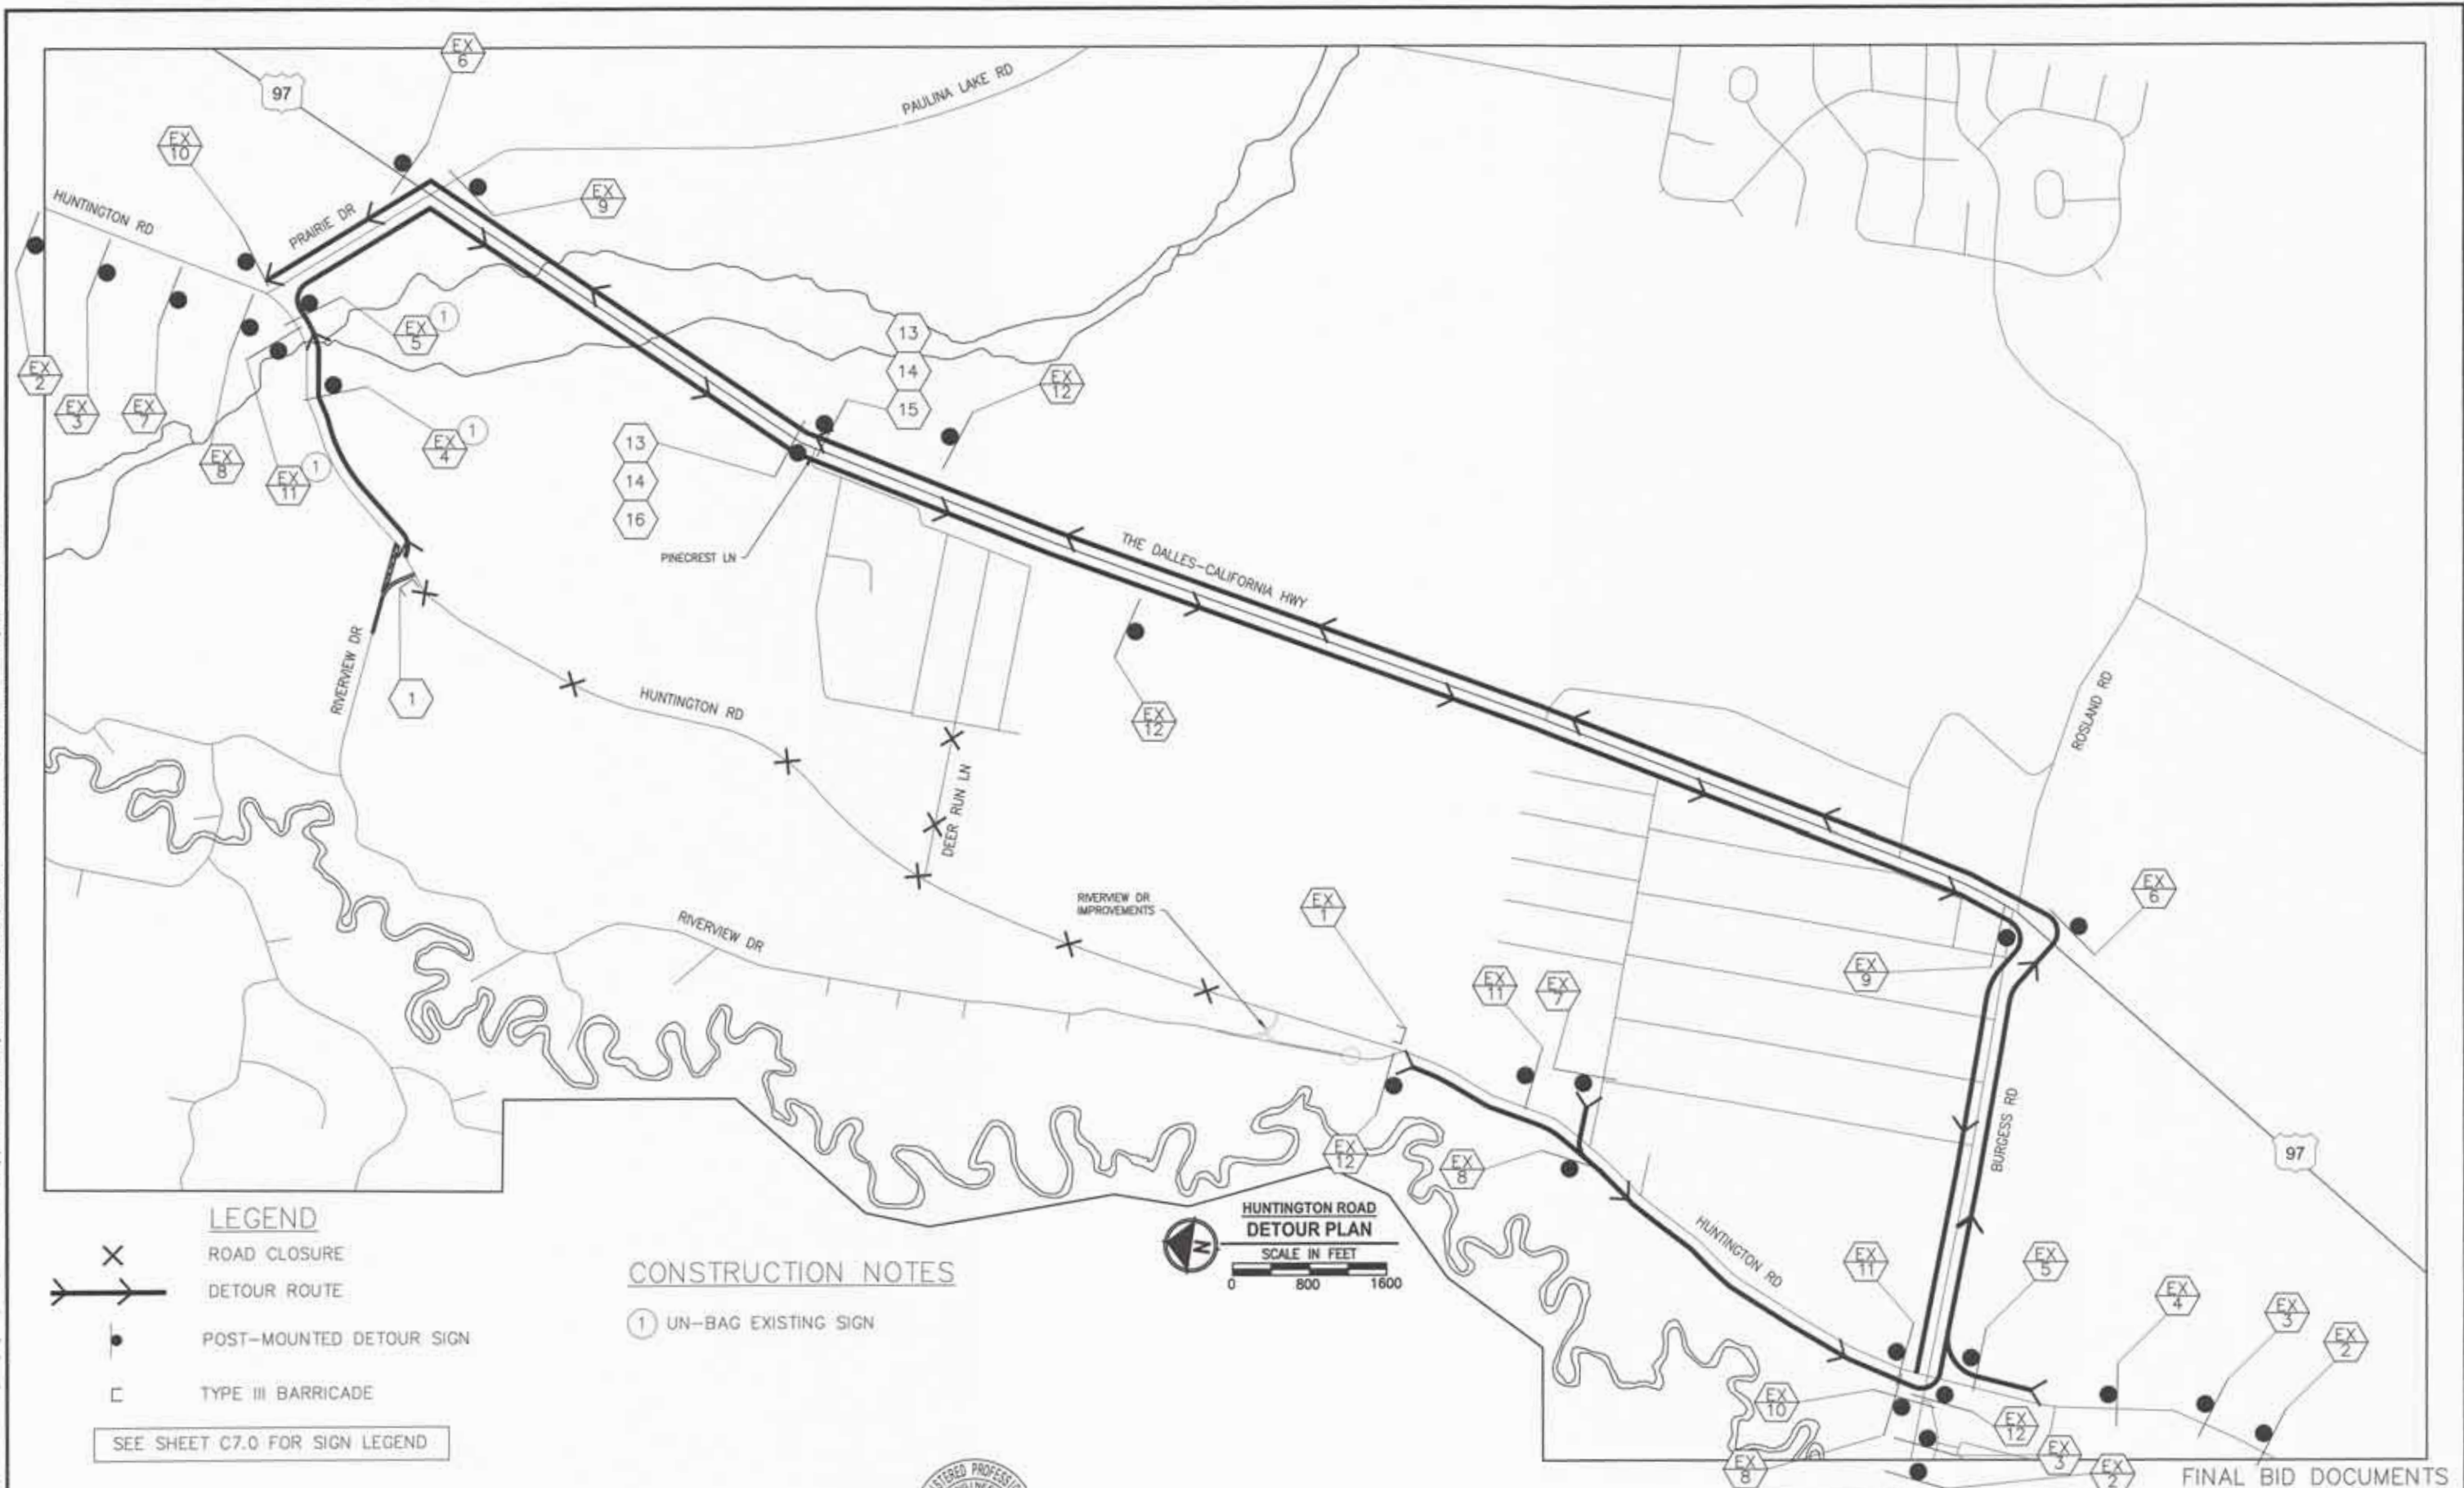 EX
6
97
PAULINA LAKE RD
EX
10
EX
9
HUNTINGTON RD
PRAIRIE DR
EX
5
1
13
14
15
EX
12
EX
2
EX
3
EX
7
EX
8
EX
11
1
EX
4
1
13
14
16
PINECREST LN
THE DALLES-CALIFORNIA HWY
RIVERVIEW DR
1
HUNTINGTON RD
EX
12
ROSLAND RD
DEER RUN LN
RIVERVIEW DR
IMPROVEMENTS
EX
1
EX
6
RIVERVIEW DR
EX
11
EX
7
EX
9
EX
12
EX
8
BURGESS RD
97
HUNTINGTON RD
EX
11
EX
5
EX
4
EX
3
EX
2
EX
10
EX
12
EX
8
EX
3
EX
2
HUNTINGTON ROAD
DETOUR PLAN
N
SCALE IN FEET
0 800 1600
LEGEND
ROAD CLOSURE
DETOUR ROUTE
POST-MOUNTED DETOUR SIGN
TYPE III BARRICADE
SEE SHEET C7.0 FOR SIGN LEGEND
CONSTRUCTION NOTES
1 UN-BAG EXISTING SIGN
FINAL BID DOCUMENTS